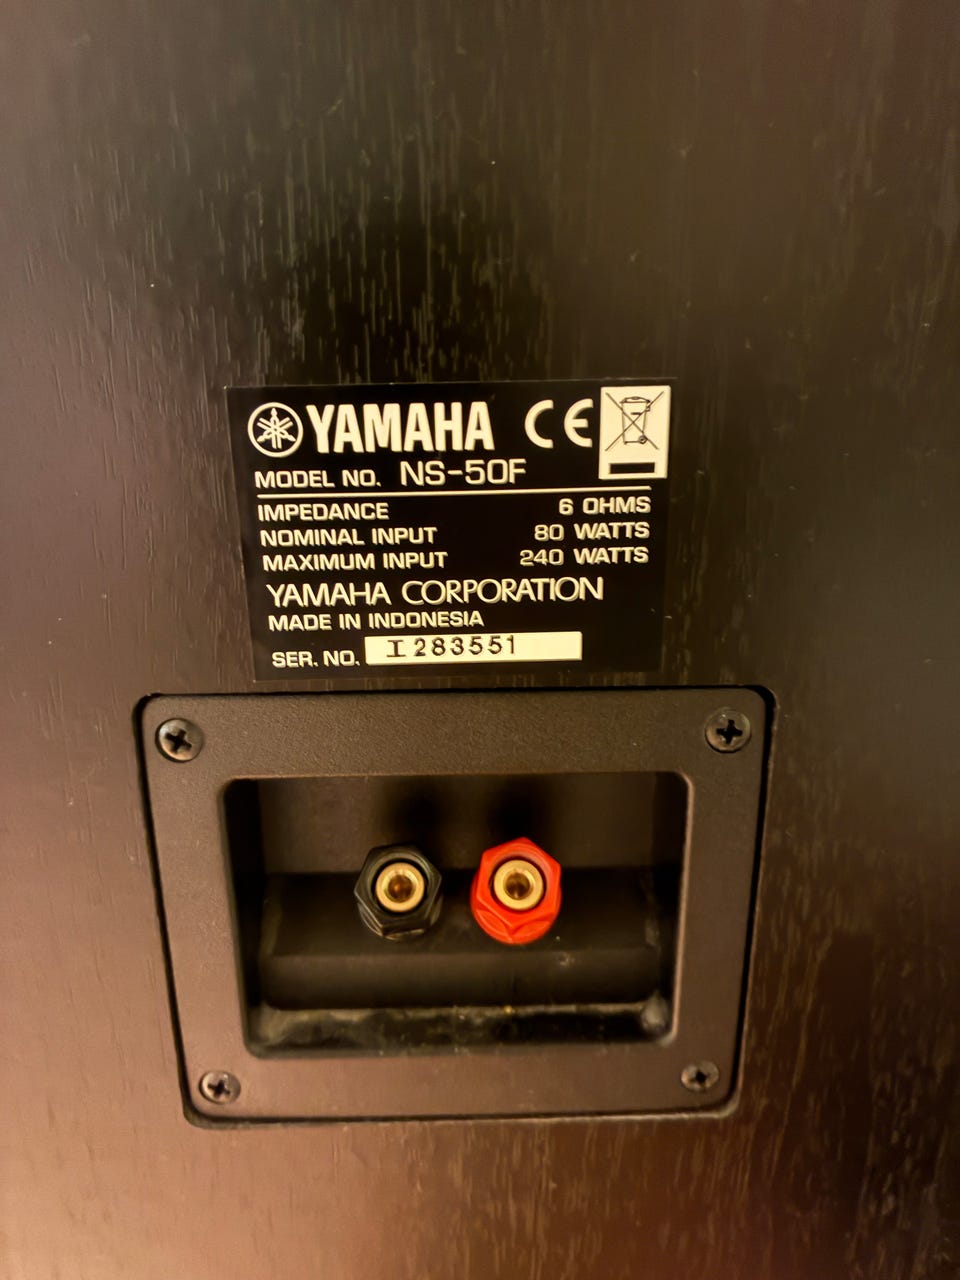 YAMAHA CE
MODEL NO. NS-50F
IMPEDANCE 6 OHMS
NOMINAL INPUT 80 WATTS
MAXIMUM INPUT 240 WATTS
YAMAHA CORPORATION
MADE IN INDONESIA
SER. NO. I283551